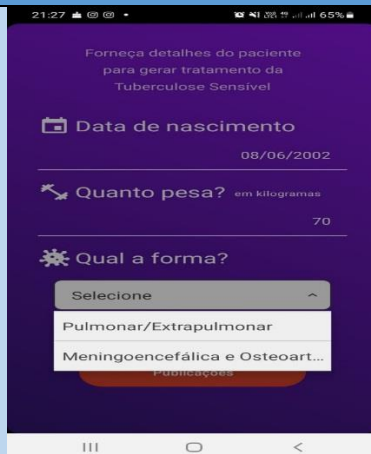 21:27
65%
Forneça detalhes do paciente
para gerar tratamento da
Tuberculose Sensível
Data de nascimento
08/06/2002
Quanto pesa? em kilogramas
70
Qual a forma?
Selecione
Pulmonar/Extrapulmonar
Meningoencefálica e Osteoart...
Publicações